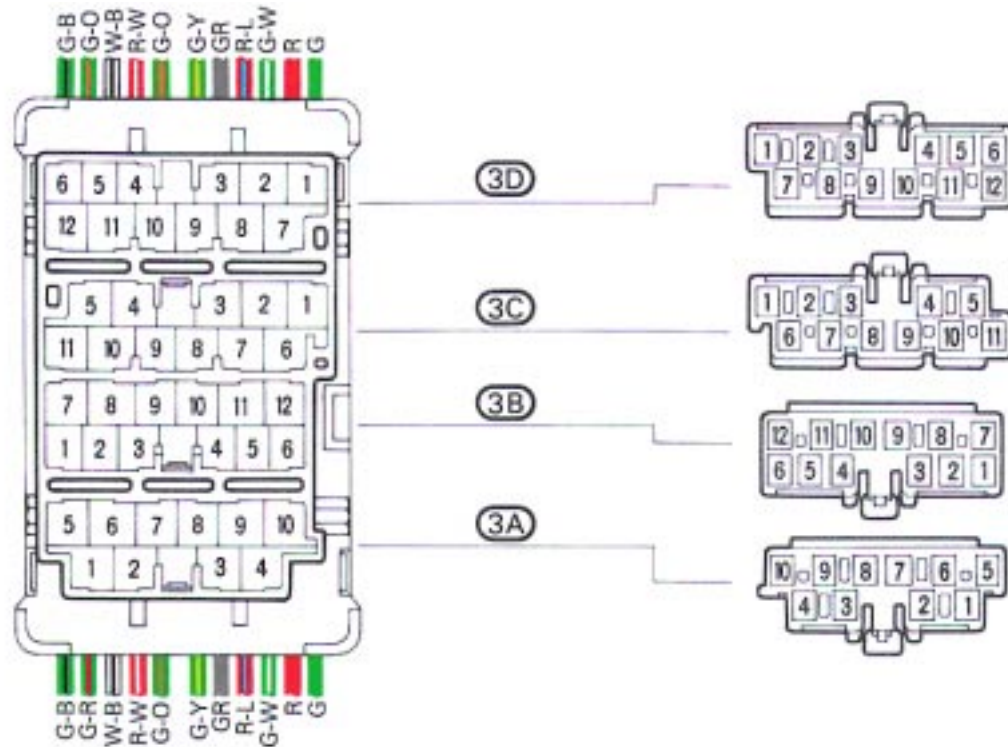 G-B G-O W-B R-W G-O G-Y GR R-L G-W R G
6 5 4 3 2 1
12 11 10 9 8 7
5 4 3 2 1
11 10 9 8 7 6
7 8 9 10 11 12
1 2 3 4 5 6
5 6 7 8 9 10
1 2 3 4
G-B G-R W-B R-W G-O G-Y GR R-L G-W R G
3D
3C
3B
3A
1 2 3 4 5 6
7 8 9 10 11 12
1 2 3 4 5
6 7 8 9 10 11
12 11 10 9 8 7
6 5 4 3 2 1
10 9 8 7 6 5
4 3 2 1